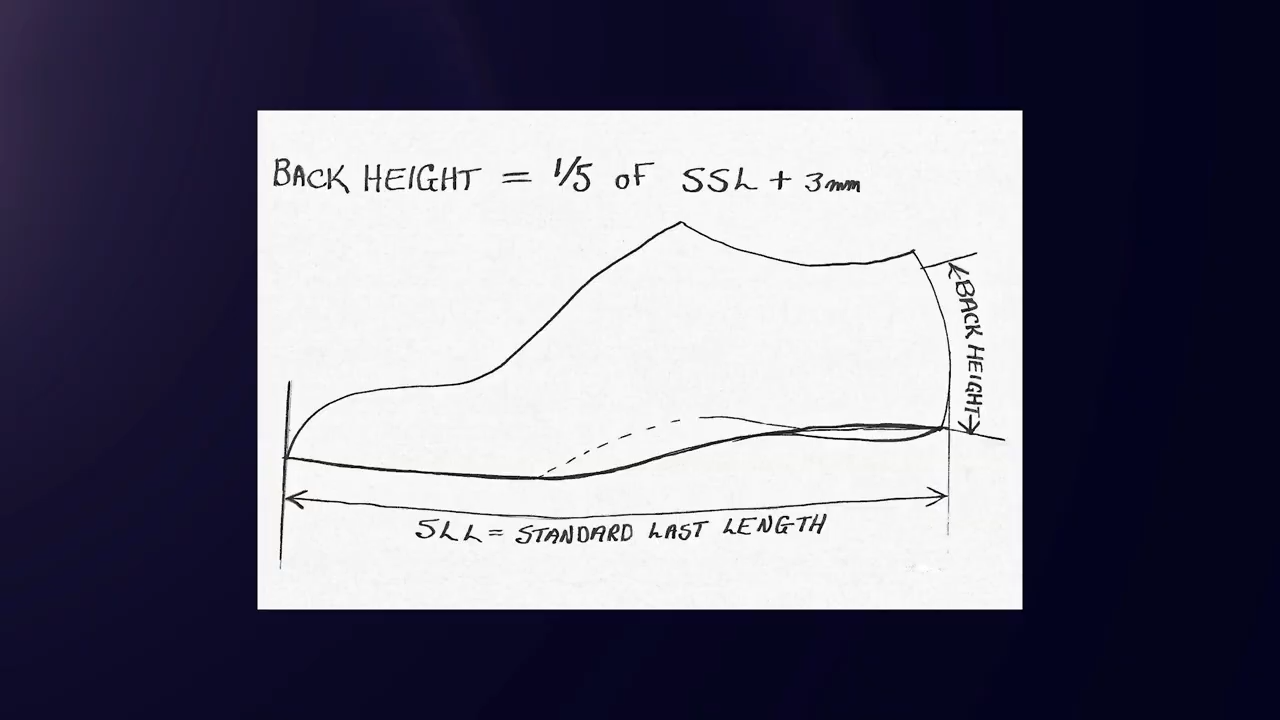 BACK HEIGHT = 1/5 OF SSL + 3mm
BACK HEIGHT
SLL = STANDARD LAST LENGTH